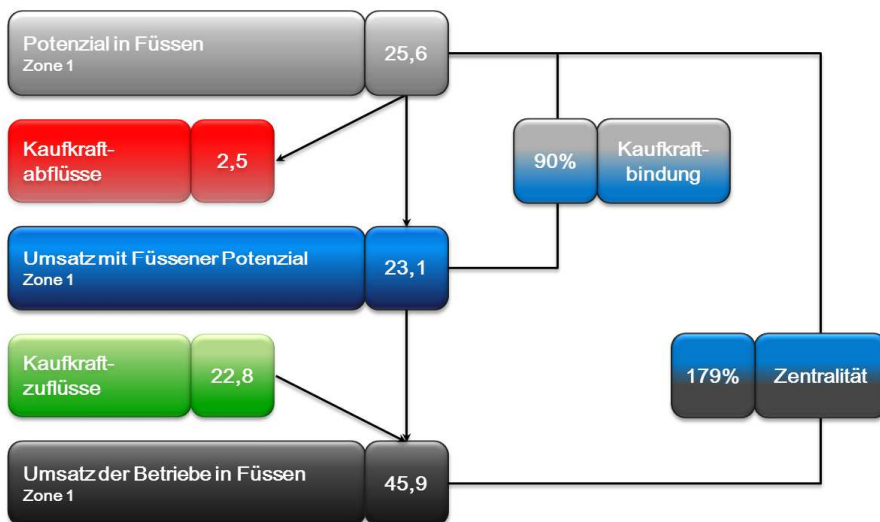 Potenzial in Füssen
Zone 1
25,6
Kaufkraft-
abflüsse
2,5
90%
Kaufkraft-
bindung
Umsatz mit Füssener Potenzial
Zone 1
23,1
Kaufkraft-
zuflüsse
22,8
179%
Zentralität
Umsatz der Betriebe in Füssen
Zone 1
45,9